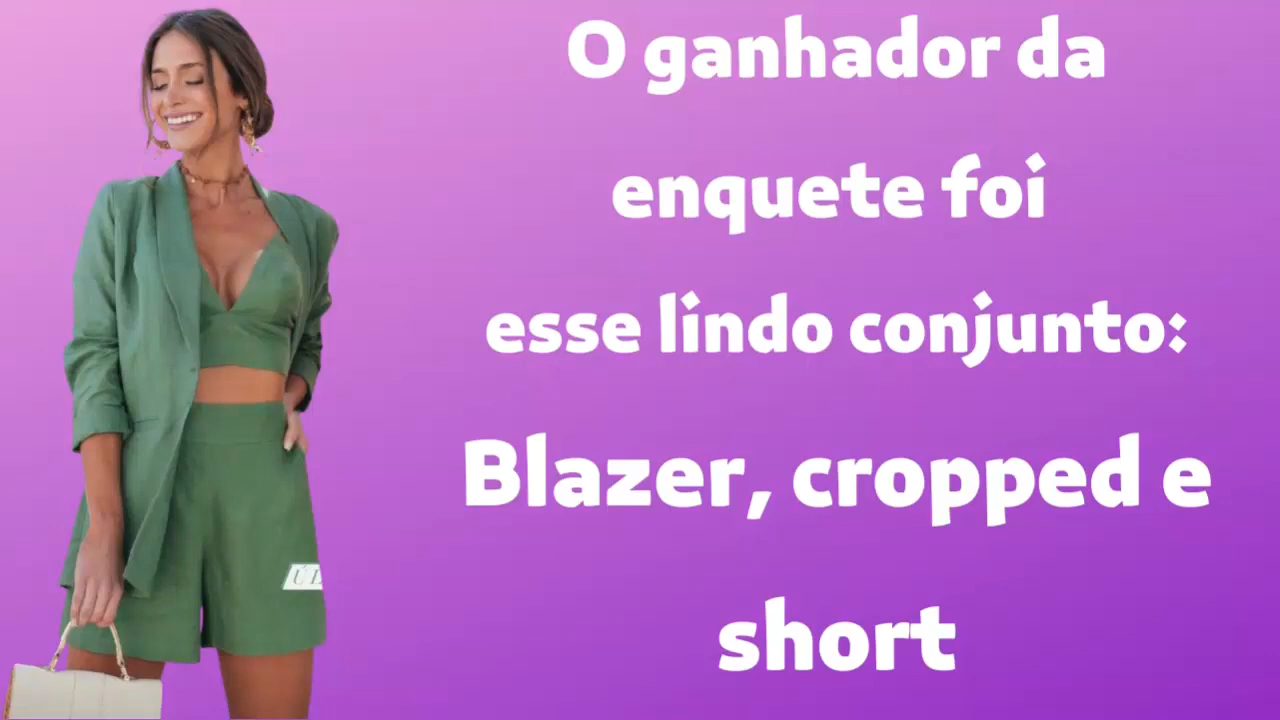 O ganhador da
enquete foi
esse lindo conjunto:
Blazer, cropped e
short